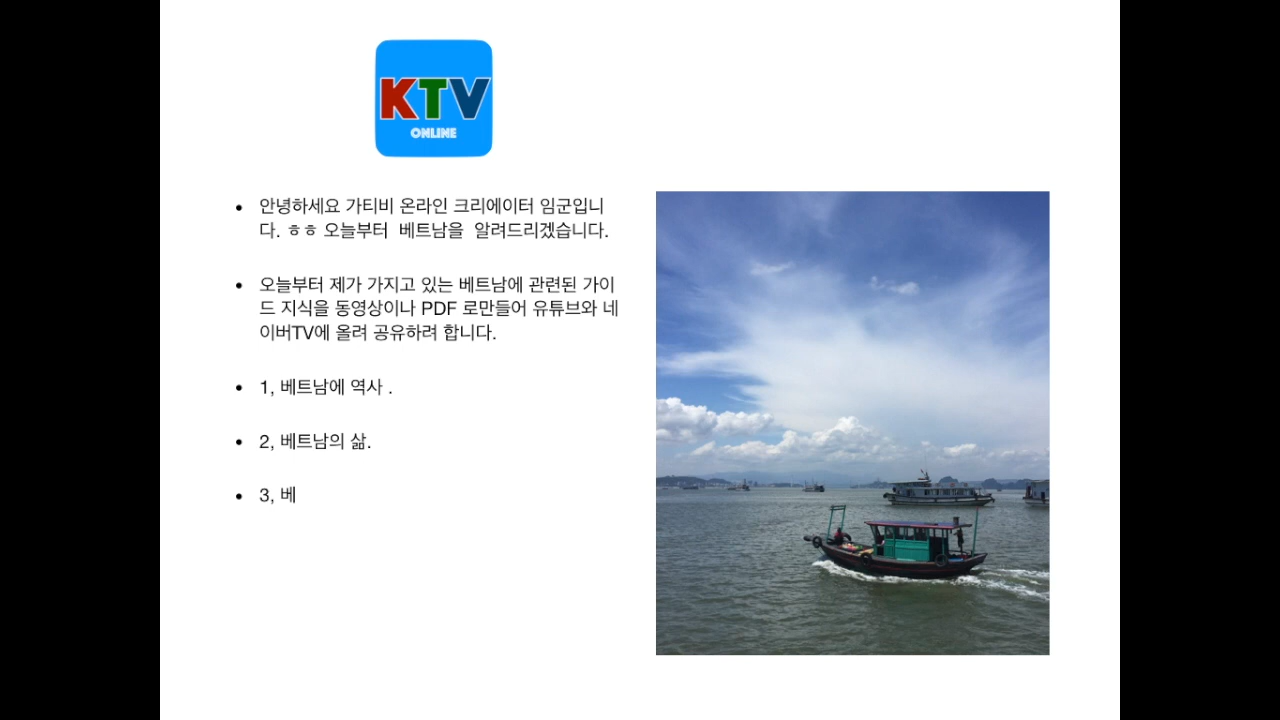 KTV
ONLINE
• 안녕하세요 가티비 온라인 크리에이터 임군입니
다. ㅎㅎ 오늘부터 베트남을 알려드리겠습니다.
• 오늘부터 제가 가지고 있는 베트남에 관련된 가이
드 지식을 동영상이나 PDF 로만들어 유튜브와 네
이버TV에 올려 공유하려 합니다.
• 1, 베트남에 역사 .
• 2, 베트남의 삶.
• 3, 베